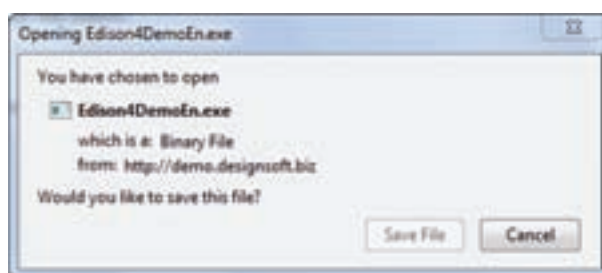 Opening Edison4DemoEn.exe
You have chosen to open
Edison4DemoEn.exe
which is a: Binary File
from: http://demo.designsoft.biz
Would you like to save this file?
Save File Cancel